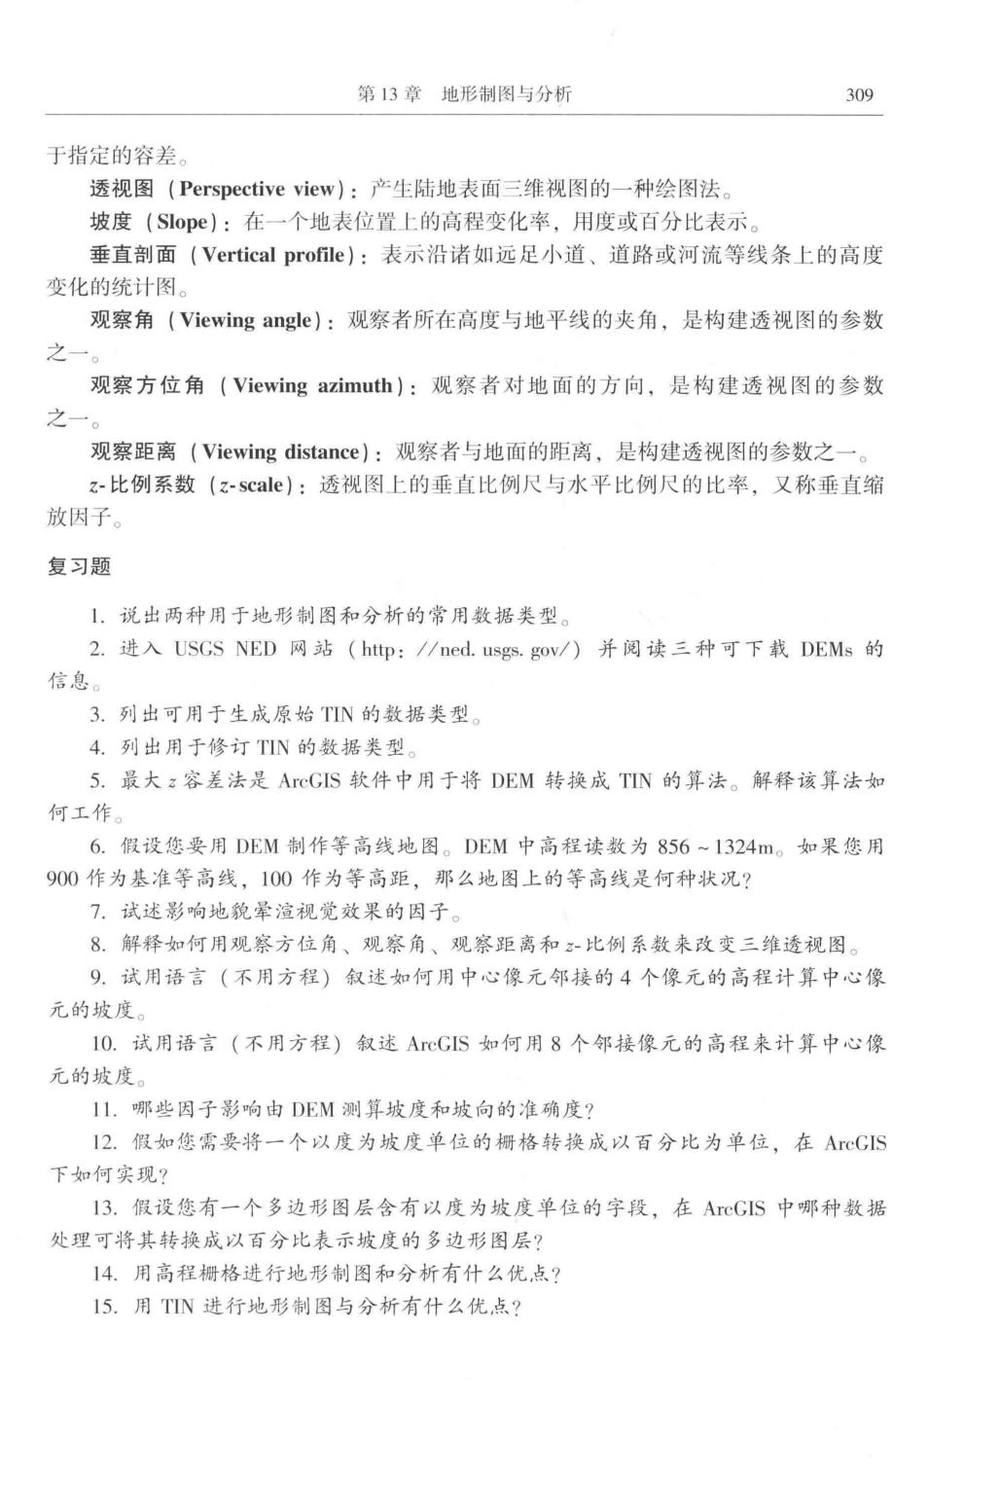 第 13 章　地形制图与分析　309
于指定的容差。
透视图（Perspective view）：产生陆地表面三维视图的一种绘图法。
坡度（Slope）：在一个地表位置上的高程变化率，用度或百分比表示。
垂直剖面（Vertical profile）：表示沿诸如远足小道、道路或河流等线条上的高度
变化的统计图。
观察角（Viewing angle）：观察者所在高度与地平线的夹角，是构建透视图的参数
之一。
观察方位角（Viewing azimuth）：观察者对地面的方向，是构建透视图的参数
之一。
观察距离（Viewing distance）：观察者与地面的距离，是构建透视图的参数之一。
z-比例系数（z-scale）：透视图上的垂直比例尺与水平比例尺的比率，又称垂直缩
放因子。
复习题
1. 说出两种用于地形制图和分析的常用数据类型。
2. 进入 USGS NED 网站（http：//ned. usgs. gov/）并阅读三种可下载 DEMs 的
信息。
3. 列出可用于生成原始 TIN 的数据类型。
4. 列出用于修订 TIN 的数据类型。
5. 最大 z 容差法是 ArcGIS 软件中用于将 DEM 转换成 TIN 的算法。解释该算法如
何工作。
6. 假设您要用 DEM 制作等高线地图。DEM 中高程读数为 856 ~ 1324m。如果您用
900 作为基准等高线，100 作为等高距，那么地图上的等高线是何种状况?
7. 试述影响地貌晕渲视觉效果的因子。
8. 解释如何用观察方位角、观察角、观察距离和 z-比例系数来改变三维透视图。
9. 试用语言（不用方程）叙述如何用中心像元邻接的 4 个像元的高程计算中心像
元的坡度。
10. 试用语言（不用方程）叙述 ArcGIS 如何用 8 个邻接像元的高程来计算中心像
元的坡度。
11. 哪些因子影响由 DEM 测算坡度和坡向的准确度?
12. 假如您需要将一个以度为坡度单位的栅格转换成以百分比为单位，在 ArcGIS
下如何实现?
13. 假设您有一个多边形图层含有以度为坡度单位的字段，在 ArcGIS 中哪种数据
处理可将其转换成以百分比表示坡度的多边形图层?
14. 用高程栅格进行地形制图和分析有什么优点?
15. 用 TIN 进行地形制图与分析有什么优点?